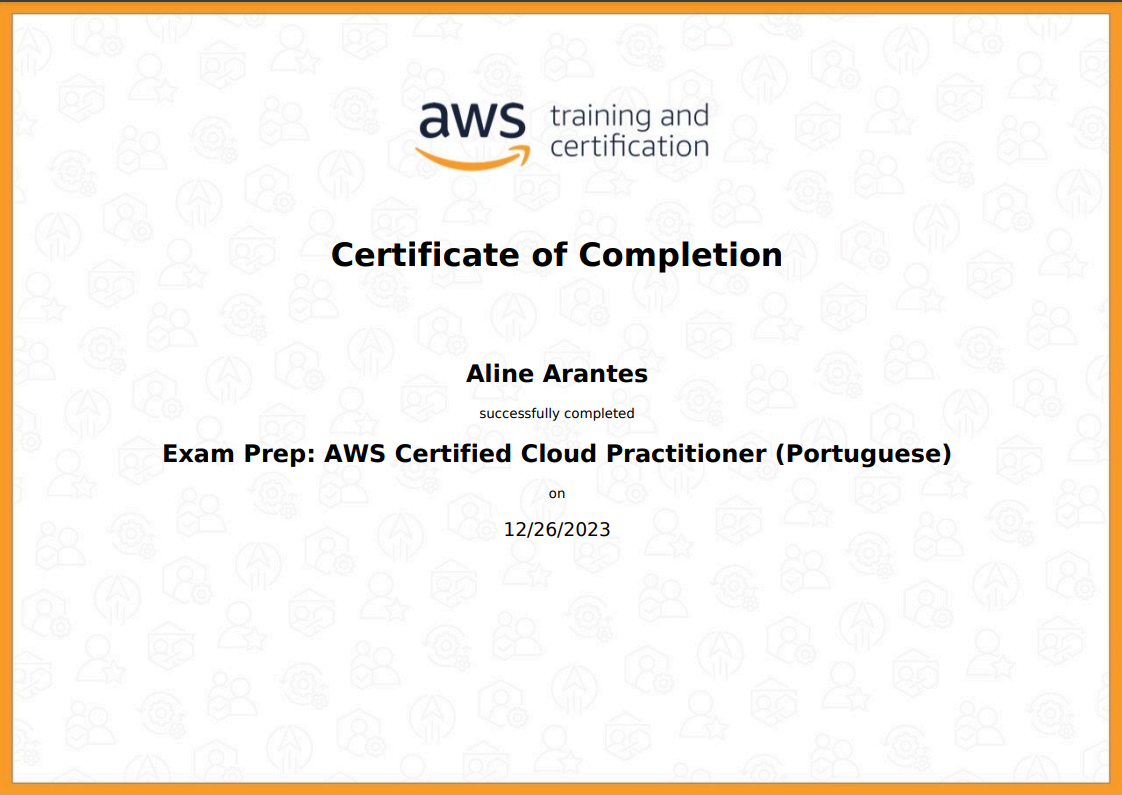 aws training and
certification
Certificate of Completion
Aline Arantes
successfully completed
Exam Prep: AWS Certified Cloud Practitioner (Portuguese)
on
12/26/2023